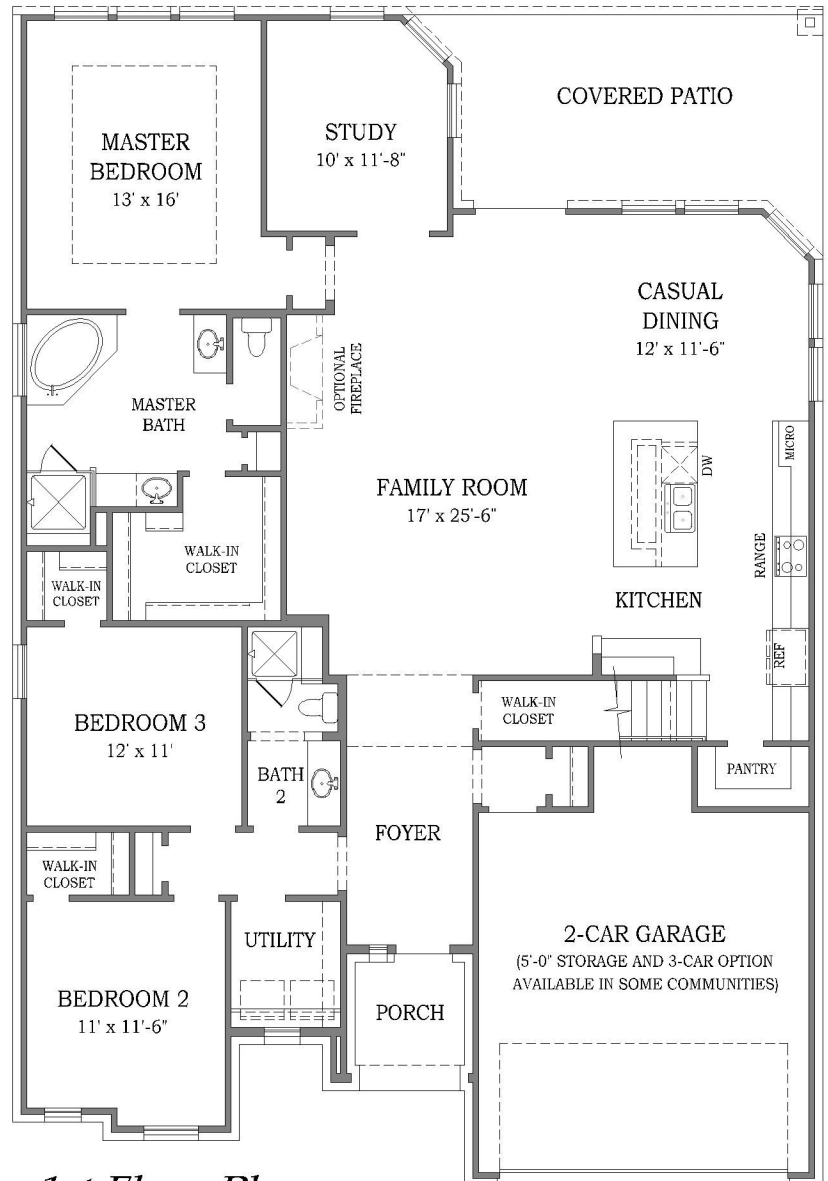 COVERED PATIO
MASTER
BEDROOM
13' x 16'
STUDY
10' x 11'-8"
CASUAL
DINING
12' x 11'-6"
OPTIONAL
FIREPLACE
MASTER
BATH
MICRO
DW
FAMILY ROOM
17' x 25'-6"
RANGE
WALK-IN
CLOSET
WALK-IN
CLOSET
KITCHEN
REF
WALK-IN
CLOSET
BEDROOM 3
12' x 11'
BATH
2
PANTRY
FOYER
WALK-IN
CLOSET
UTILITY
2-CAR GARAGE
(5'-0" STORAGE AND 3-CAR OPTION
AVAILABLE IN SOME COMMUNITIES)
BEDROOM 2
11' x 11'-6"
PORCH